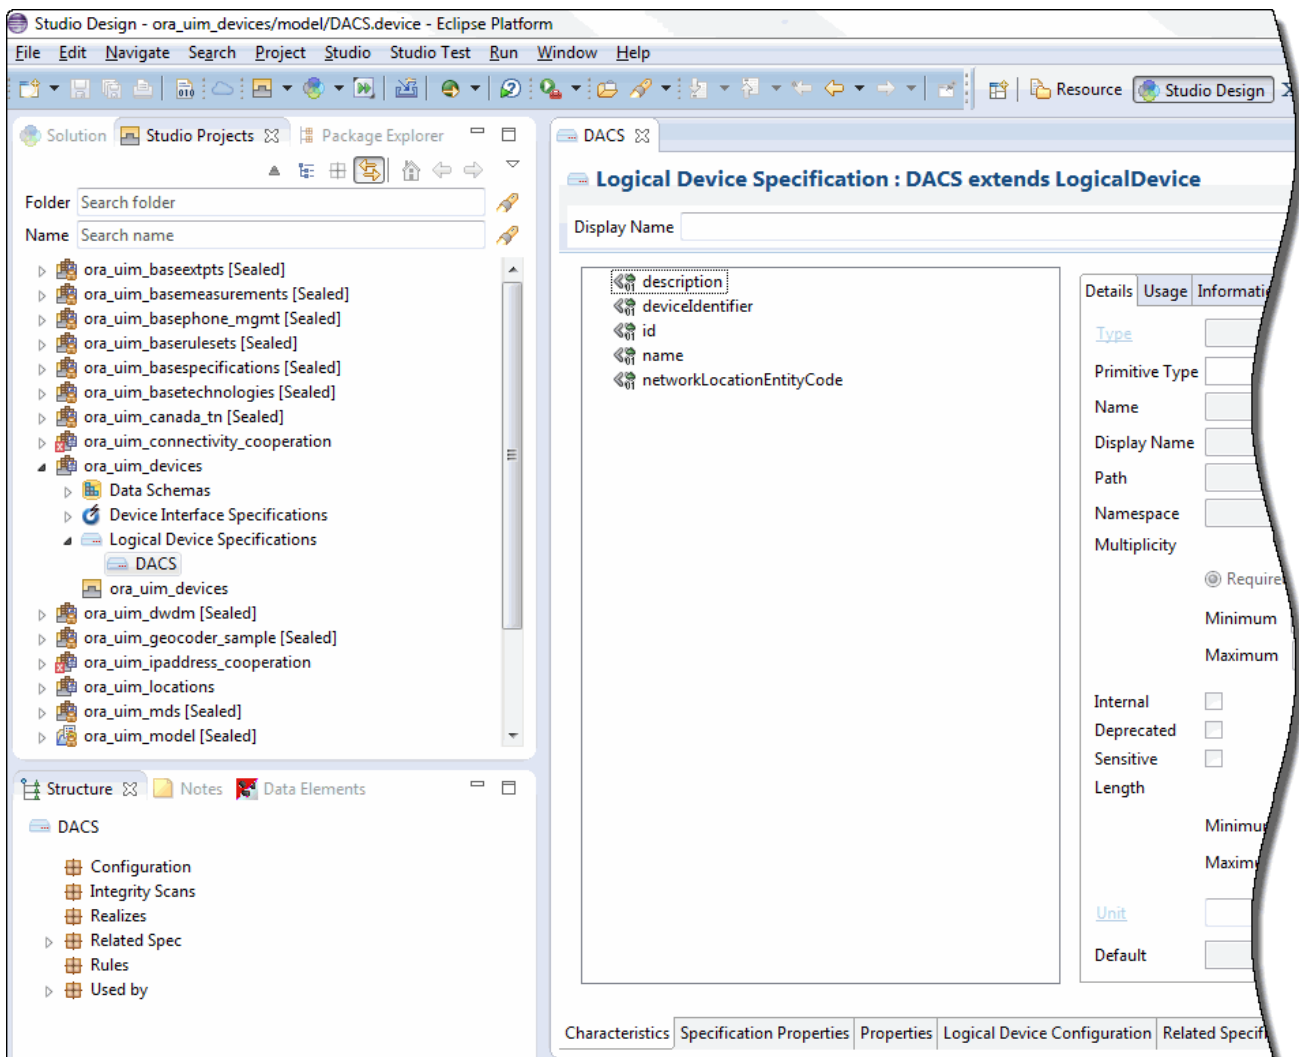 Studio Design - ora_uim_devices/model/DACS.device - Eclipse Platform
File Edit Navigate Search Project Studio Studio Test Run Window Help
Resource Studio Design
Solution Studio Projects Package Explorer
Folder Search folder
Name Search name
ora_uim_baseextpts [Sealed]
ora_uim_basemeasurements [Sealed]
ora_uim_basephone_mgmt [Sealed]
ora_uim_baserulesets [Sealed]
ora_uim_basespecifications [Sealed]
ora_uim_basetechnologies [Sealed]
ora_uim_canada_tn [Sealed]
ora_uim_connectivity_cooperation
ora_uim_devices
Data Schemas
Device Interface Specifications
Logical Device Specifications
DACS
ora_uim_devices
ora_uim_dwdm [Sealed]
ora_uim_geocoder_sample [Sealed]
ora_uim_ipaddress_cooperation
ora_uim_locations
ora_uim_mds [Sealed]
ora_uim_model [Sealed]
Structure Notes Data Elements
DACS
Configuration
Integrity Scans
Realizes
Related Spec
Rules
Used by
DACS
Logical Device Specification : DACS extends LogicalDevice
Display Name
description
deviceIdentifier
id
name
networkLocationEntityCode
Details Usage Informati
Type
Primitive Type
Name
Display Name
Path
Namespace
Multiplicity
Require
Minimum
Maximum
Internal
Deprecated
Sensitive
Length
Minimu
Maxim
Unit
Default
Characteristics Specification Properties Properties Logical Device Configuration Related Specifi